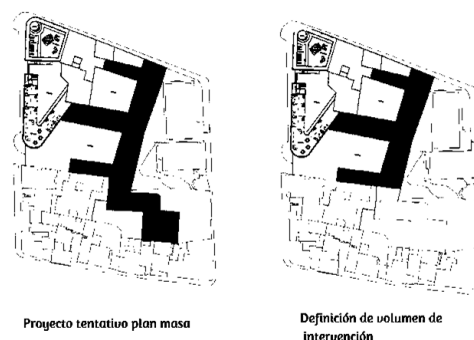 Proyecto tentativo plan masa
Definición de volumen de
intervención